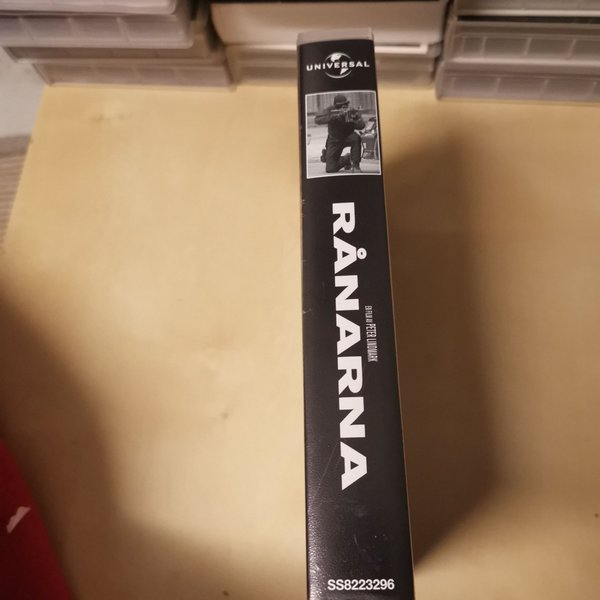 UNIVERSAL
RÅNARNA
EN FILM AV PETER LINDMARK
SS8223296